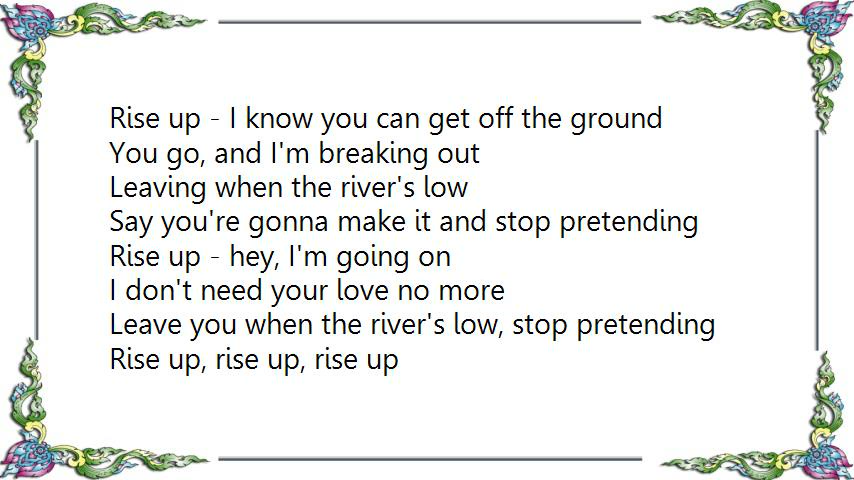 Rise up - I know you can get off the ground
You go, and I'm breaking out
Leaving when the river's low
Say you're gonna make it and stop pretending
Rise up - hey, I'm going on
I don't need your love no more
Leave you when the river's low, stop pretending
Rise up, rise up, rise up